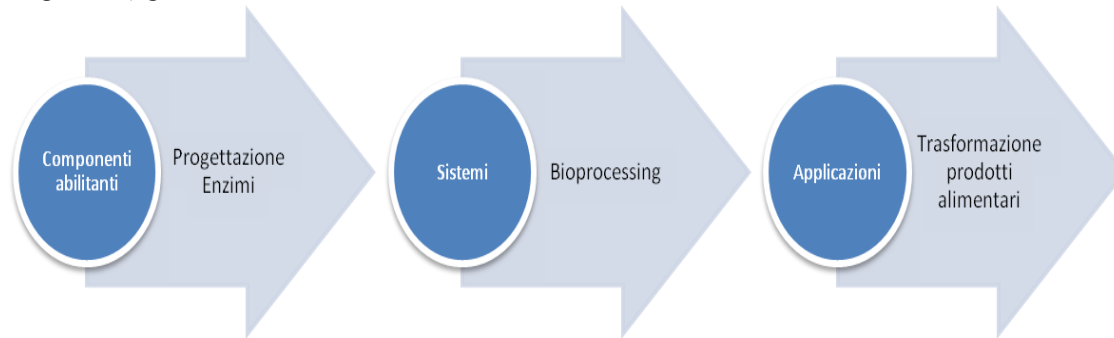 Componenti
abilitanti
Progettazione
Enzimi
Sistemi
Bioprocessing
Applicazioni
Trasformazione
prodotti
alimentari